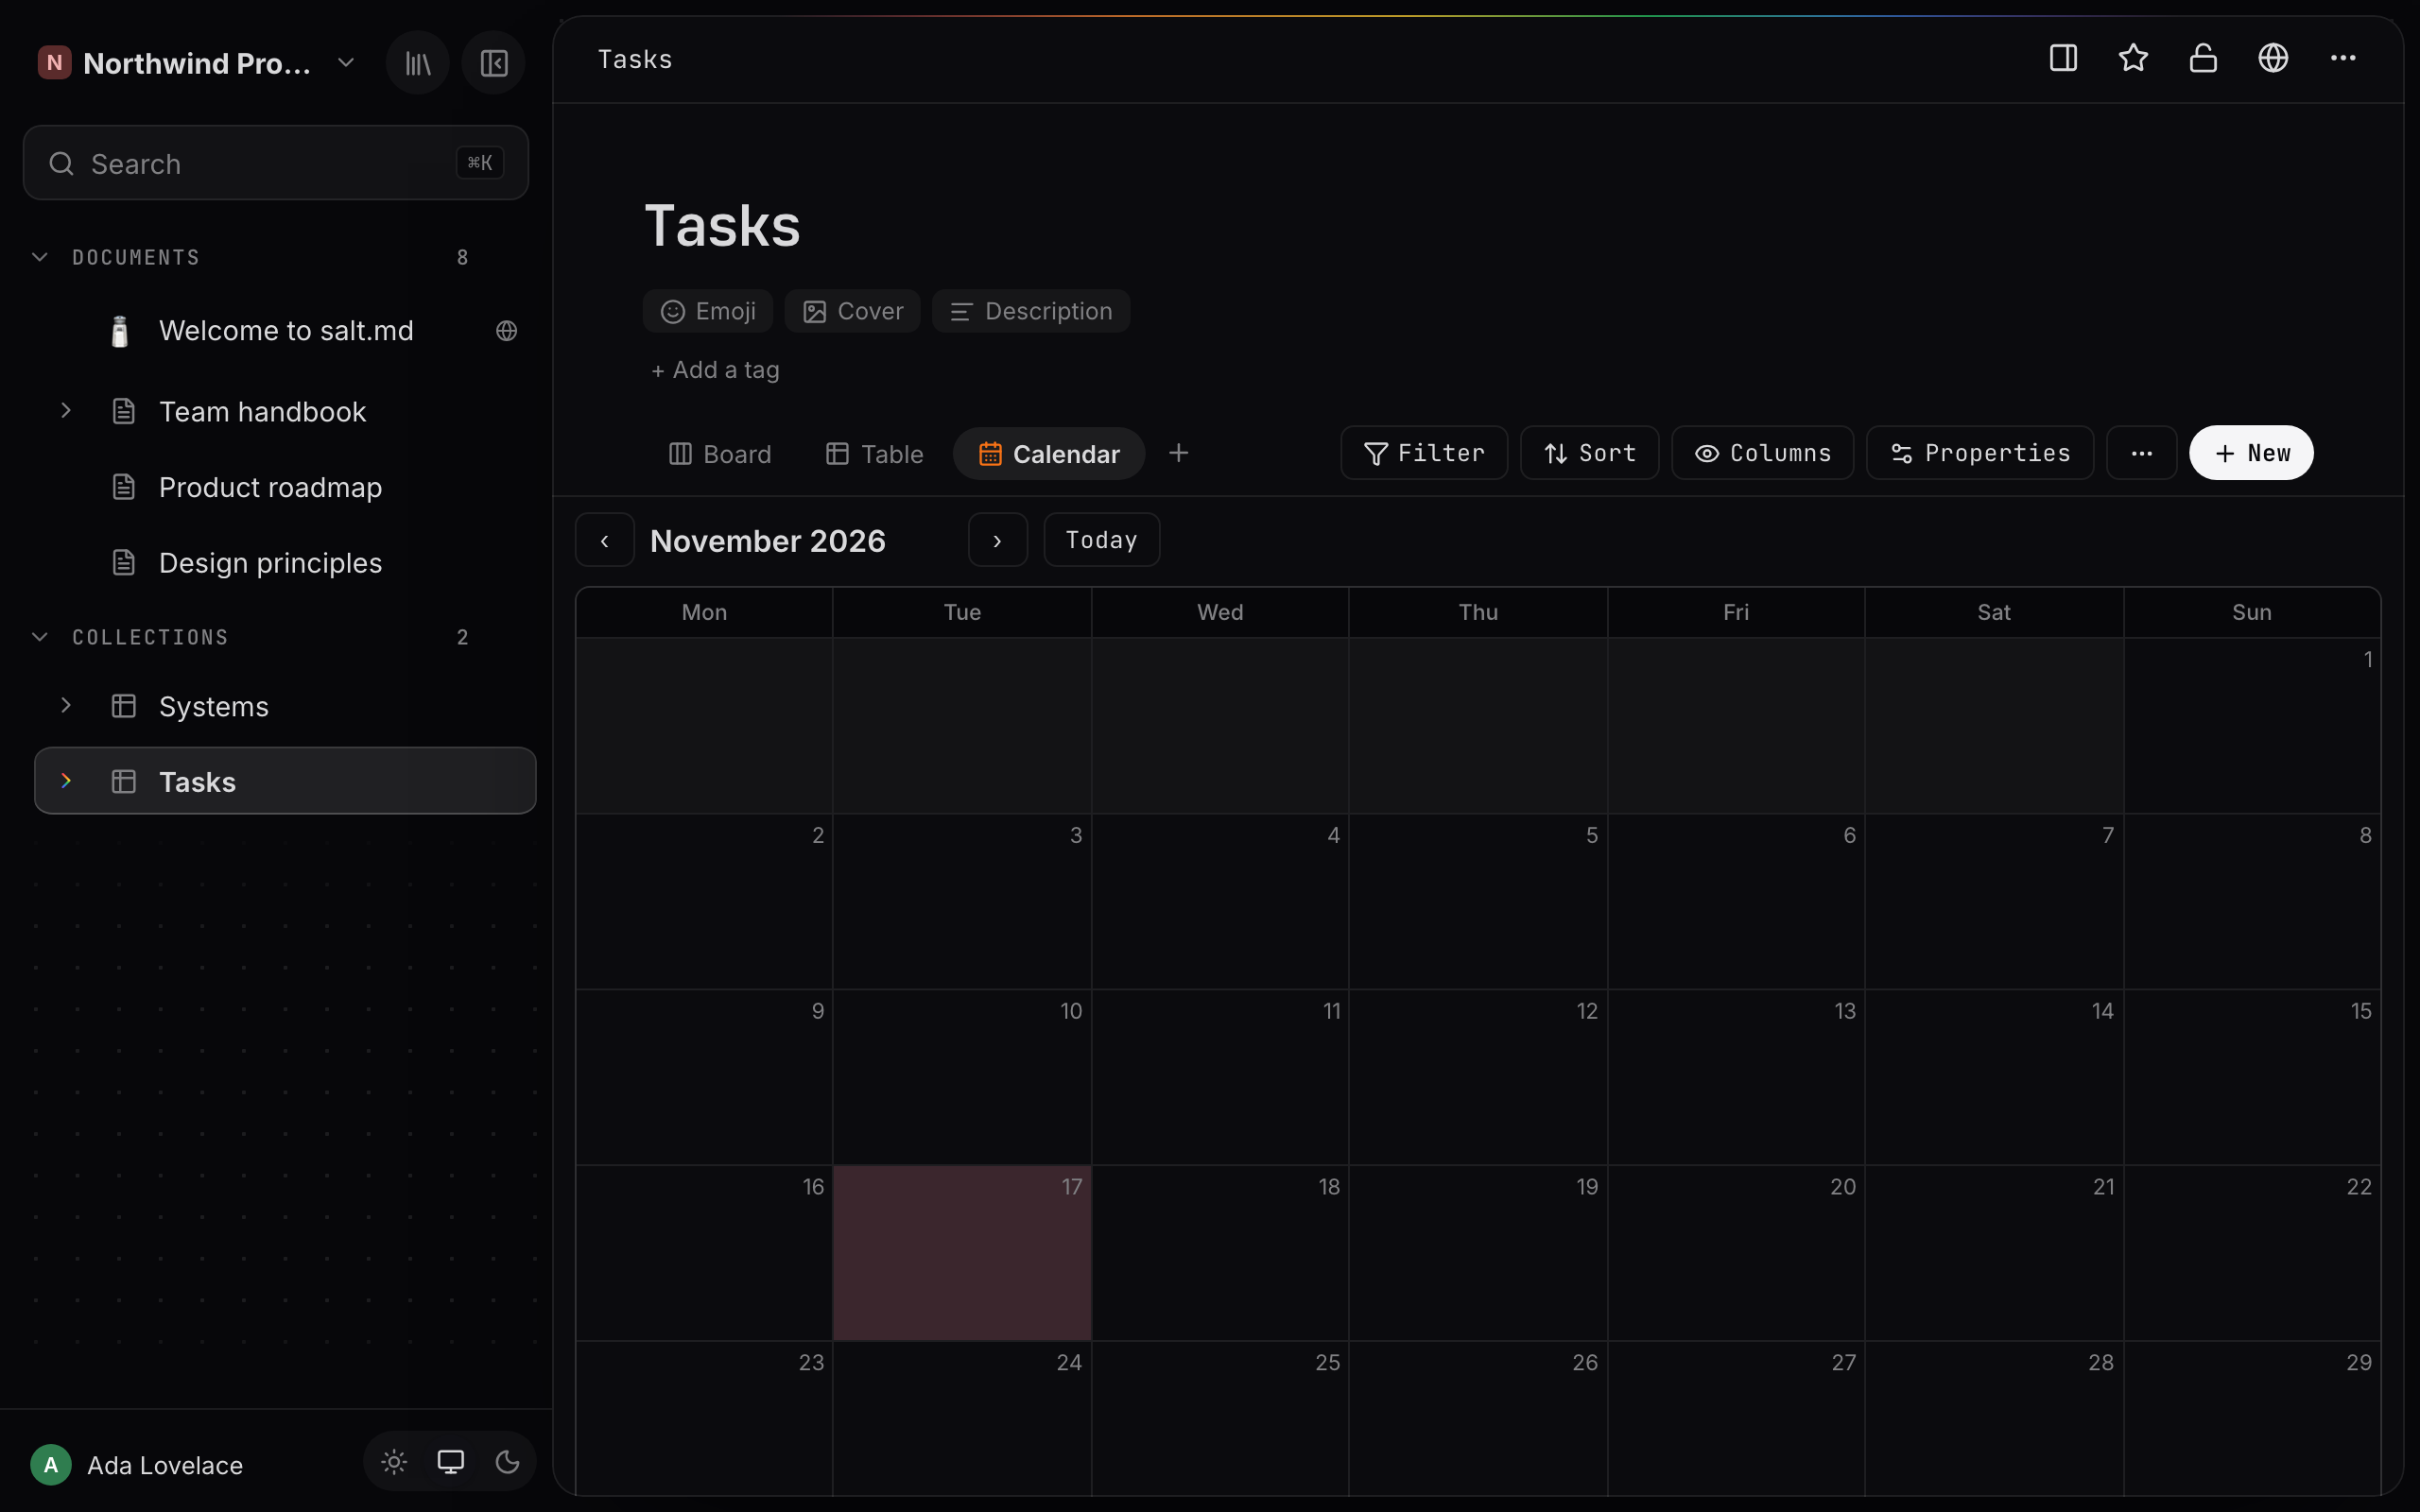 N Northwind Pro...
Search ⌘K
DOCUMENTS 8
Welcome to salt.md
Team handbook
Product roadmap
Design principles
COLLECTIONS 2
Systems
Tasks
A Ada Lovelace
Tasks
Tasks
Emoji Cover Description
+ Add a tag
Board Table Calendar + Filter Sort Columns Properties ... + New
‹ November 2026 › Today
Mon Tue Wed Thu Fri Sat Sun
1
2 3 4 5 6 7 8
9 10 11 12 13 14 15
16 17 18 19 20 21 22
23 24 25 26 27 28 29